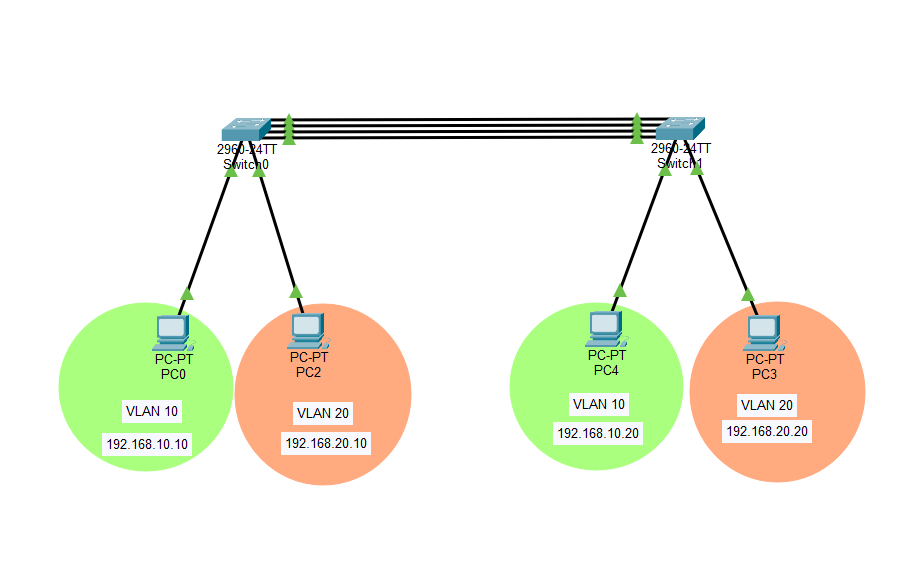 2960-24TT
Switch0
2960-24TT
Switch1
PC-PT
PC0
VLAN 10
192.168.10.10
PC-PT
PC2
VLAN 20
192.168.20.10
PC-PT
PC4
VLAN 10
192.168.10.20
PC-PT
PC3
VLAN 20
192.168.20.20